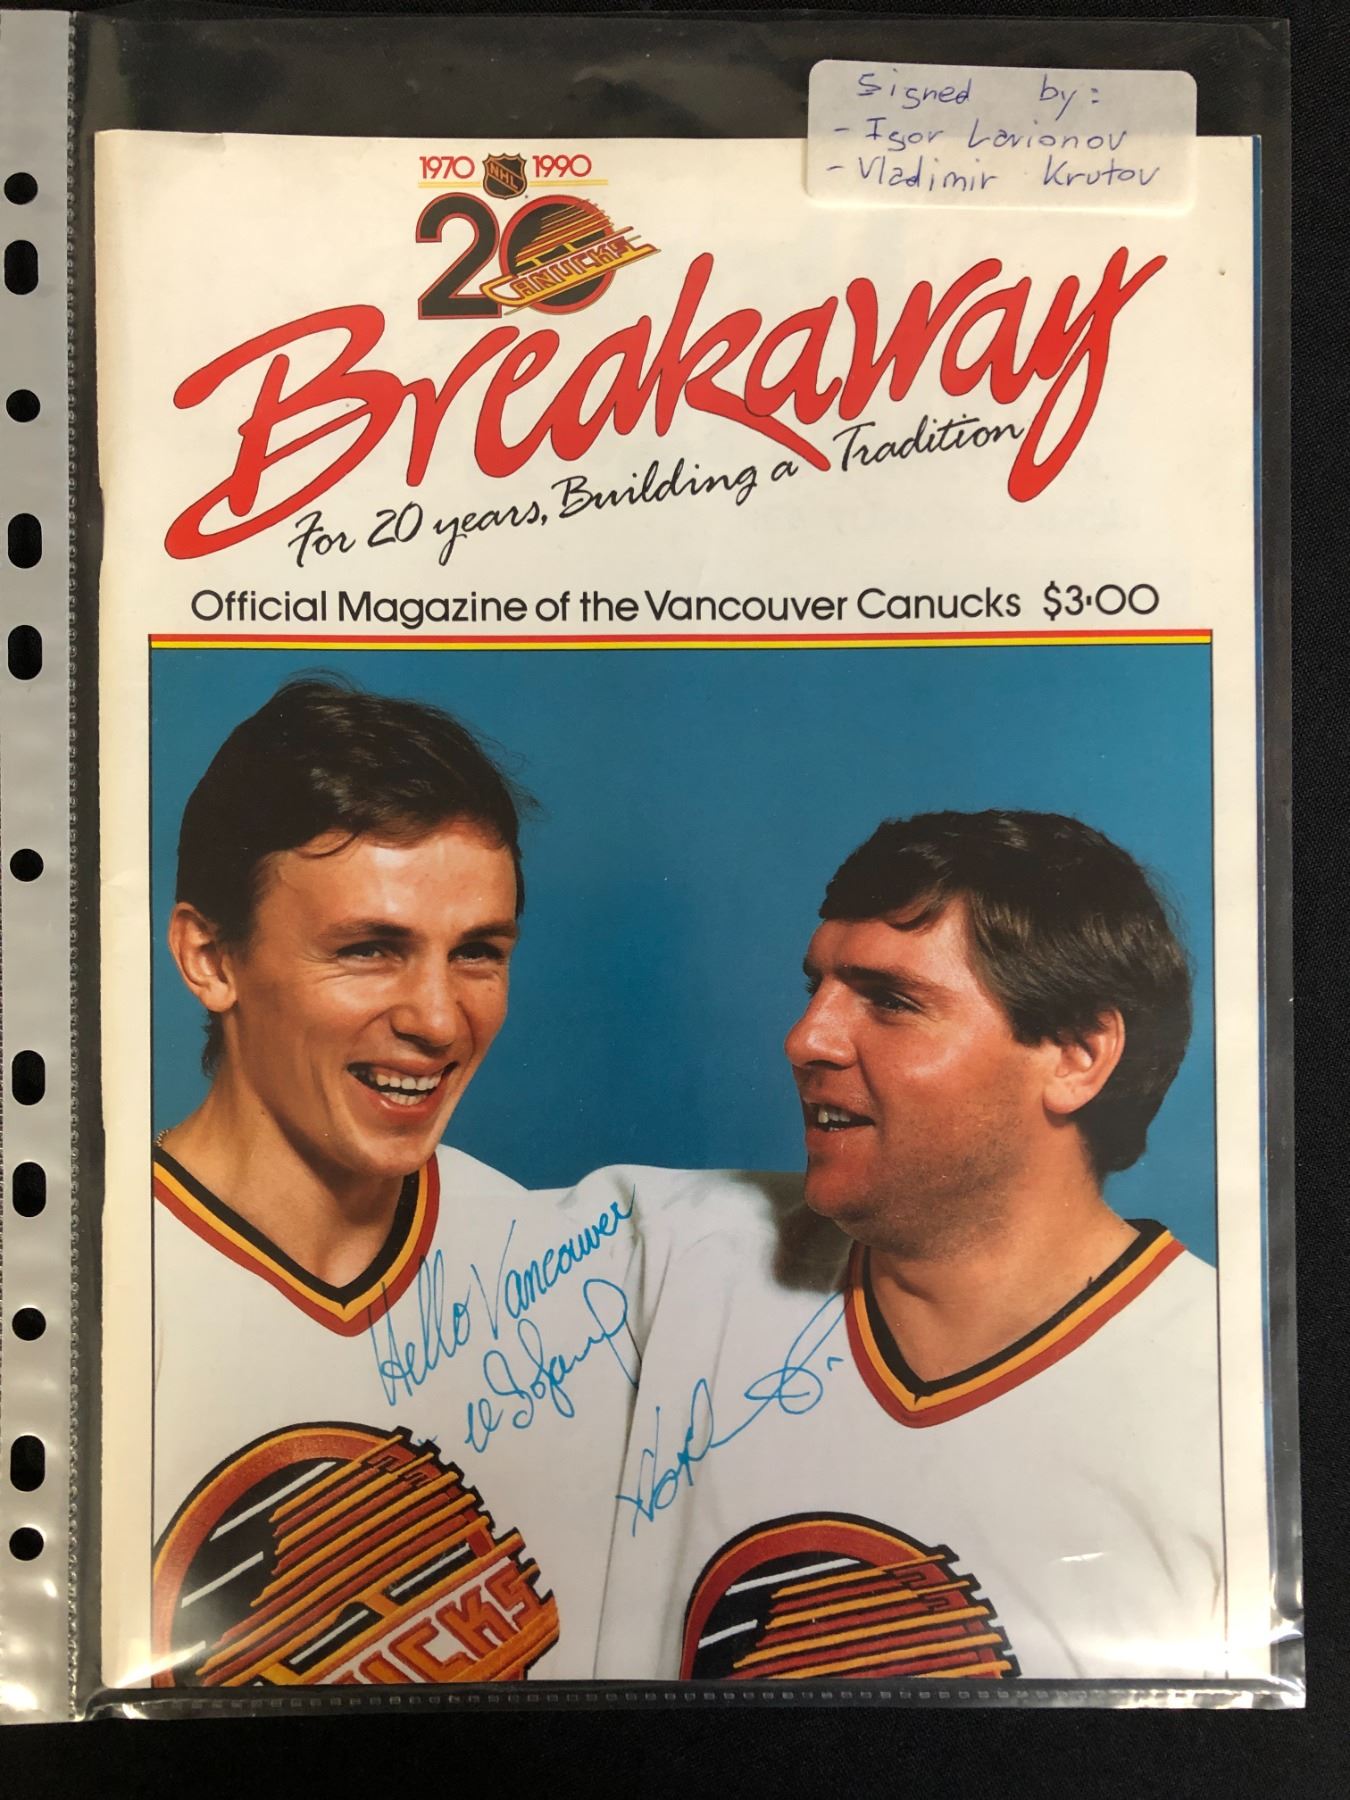 Signed by:
- Igor Larionov
- Vladimir Krutov
1970 NHL 1990
20
CANUCKS
Breakaway
For 20 years, Building a Tradition
Official Magazine of the Vancouver Canucks $3.00
Hello Vancouver
UCKS